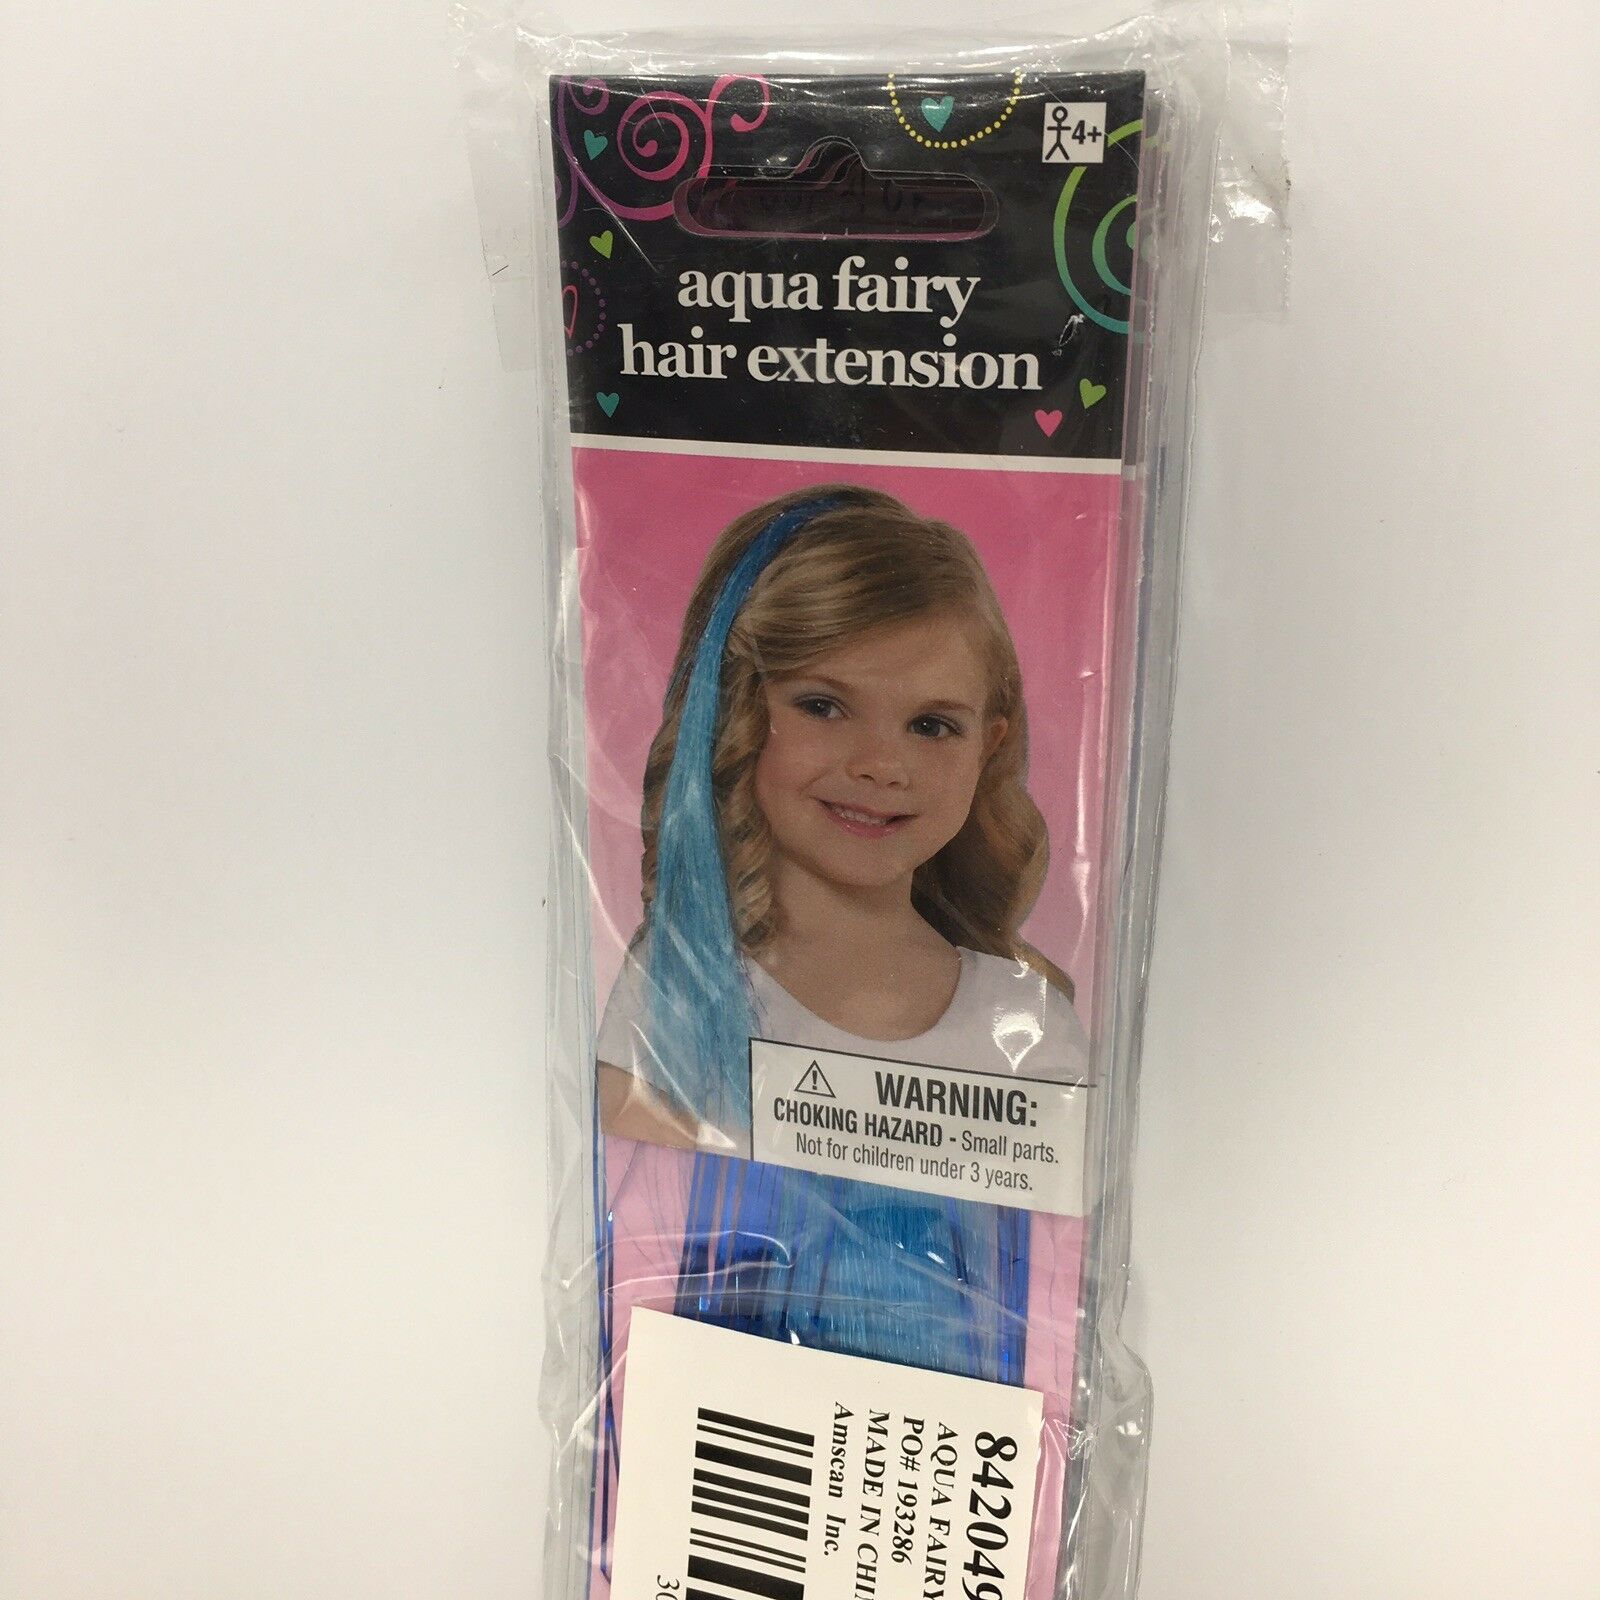 4+
aqua fairy
hair extension
WARNING:
CHOKING HAZARD - Small parts.
Not for children under 3 years.
842049
AQUA FAIRY
PO# 193286
MADE IN CHI
Amscan Inc.
30